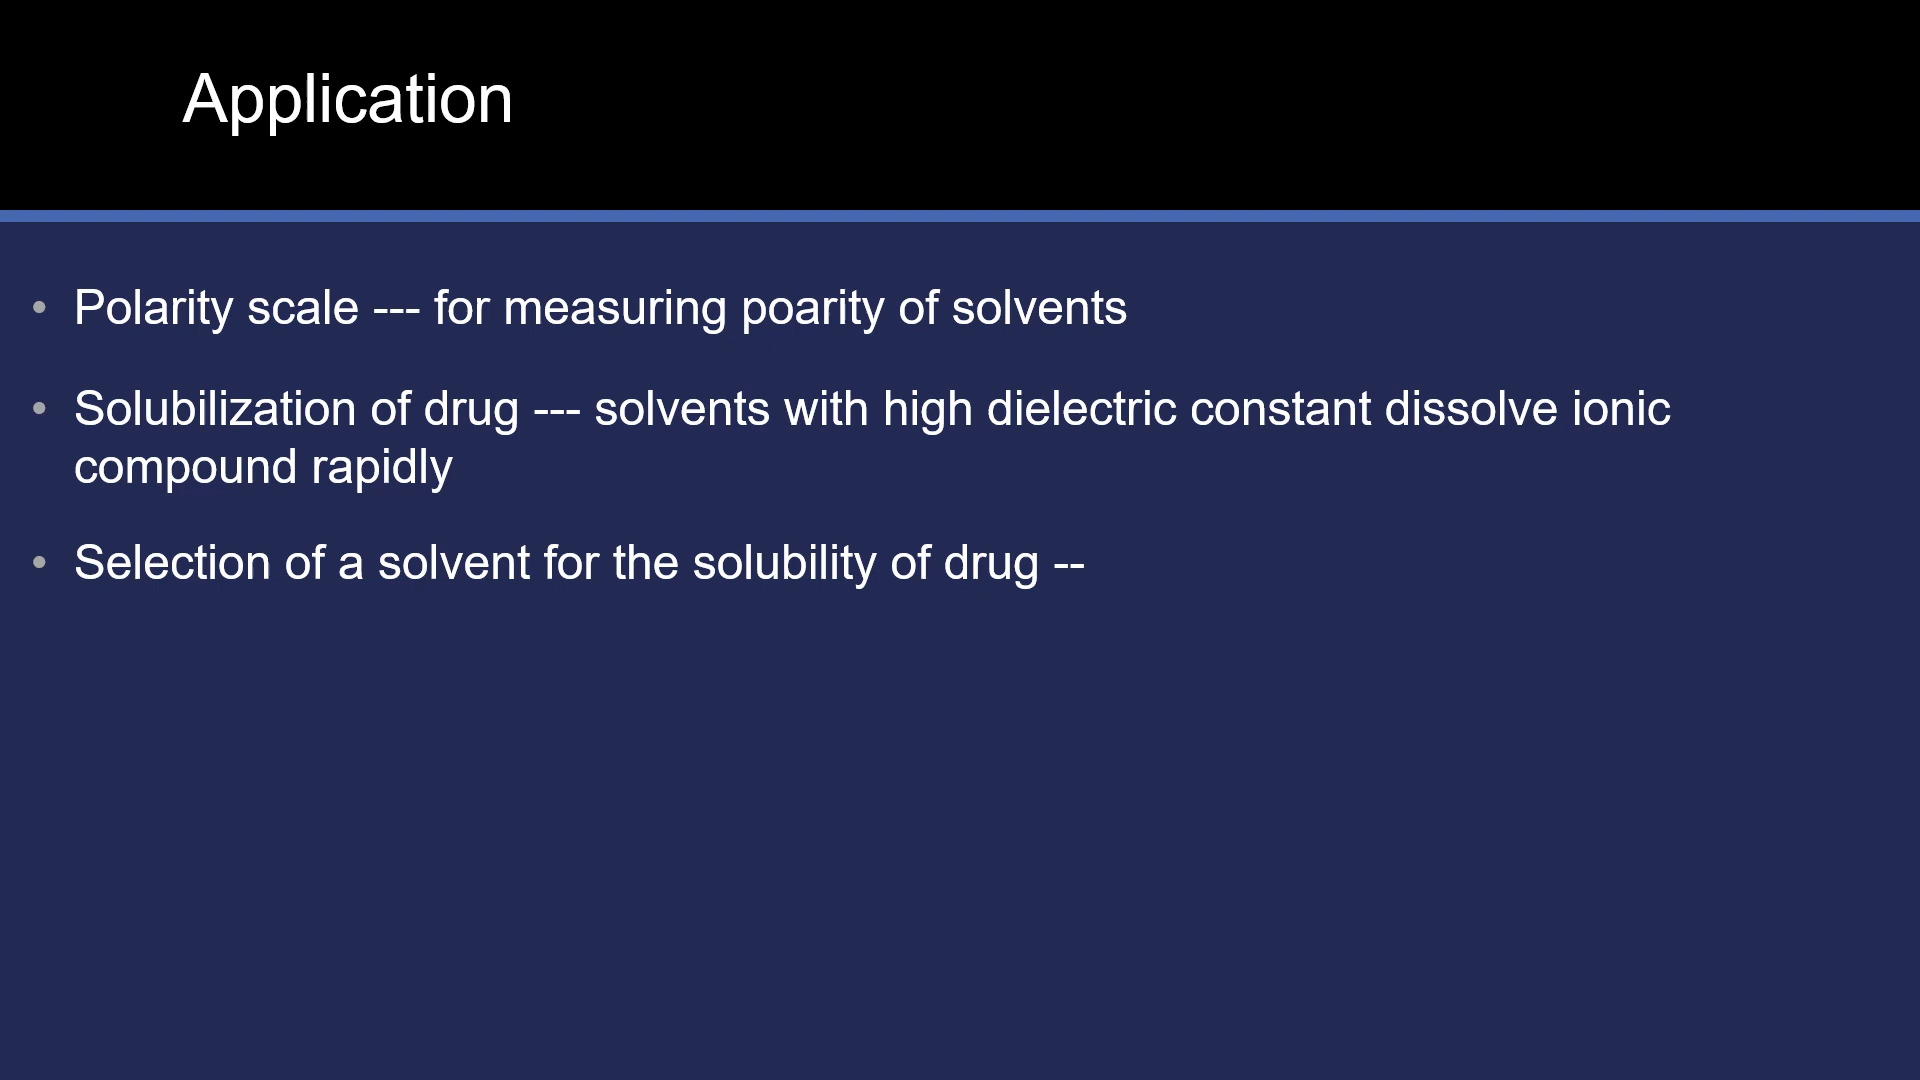 Application
• Polarity scale --- for measuring poarity of solvents
• Solubilization of drug --- solvents with high dielectric constant dissolve ionic
compound rapidly
• Selection of a solvent for the solubility of drug --